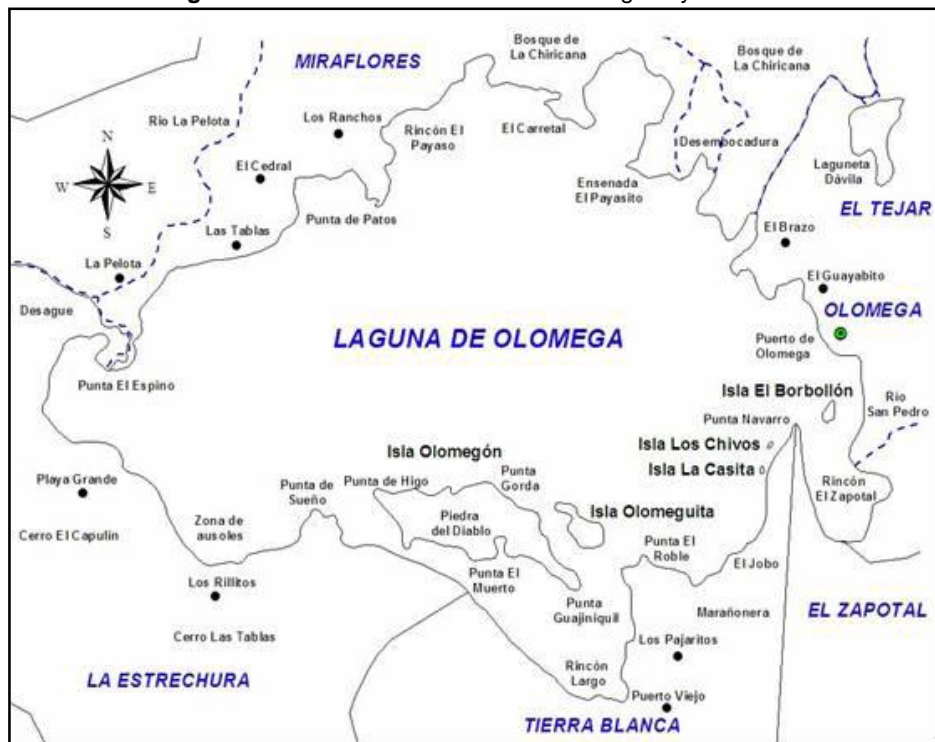 Bosque de
La Chiricana
Bosque de
La Chiricana
MIRAFLORES
Rio La Pelota
Los Ranchos
Rincón El
Payaso
El Carretal
Desembocadura
Laguneta
Dávila
N
W
E
S
El Cedral
Ensenada
El Payasito
EL TEJAR
Punta de Patos
Las Tablas
El Brazo
La Pelota
El Guayabito
Desague
OLOMEGA
LAGUNA DE OLOMEGA
Puerto de
Olomega
Punta El Espino
Isla El Borbollón
Rio
San Pedro
Punta Navarro
Isla Olomegón
Isla Los Chivos
Isla La Casita
Playa Grande
Punta de
Sueño
Punta de Higo
Punta
Gorda
Rincón
El Zapotal
Cerro El Capulin
Zona de
ausoles
Piedra
del Diablo
Isla Olomeguita
Punta El
Roble
El Jobo
Los Rillitos
Punta El
Muerto
Punta
Guajiniquil
Marañonera
EL ZAPOTAL
Cerro Las Tablas
Los Pajaritos
LA ESTRECHURA
Rincón
Largo
Puerto Viejo
TIERRA BLANCA